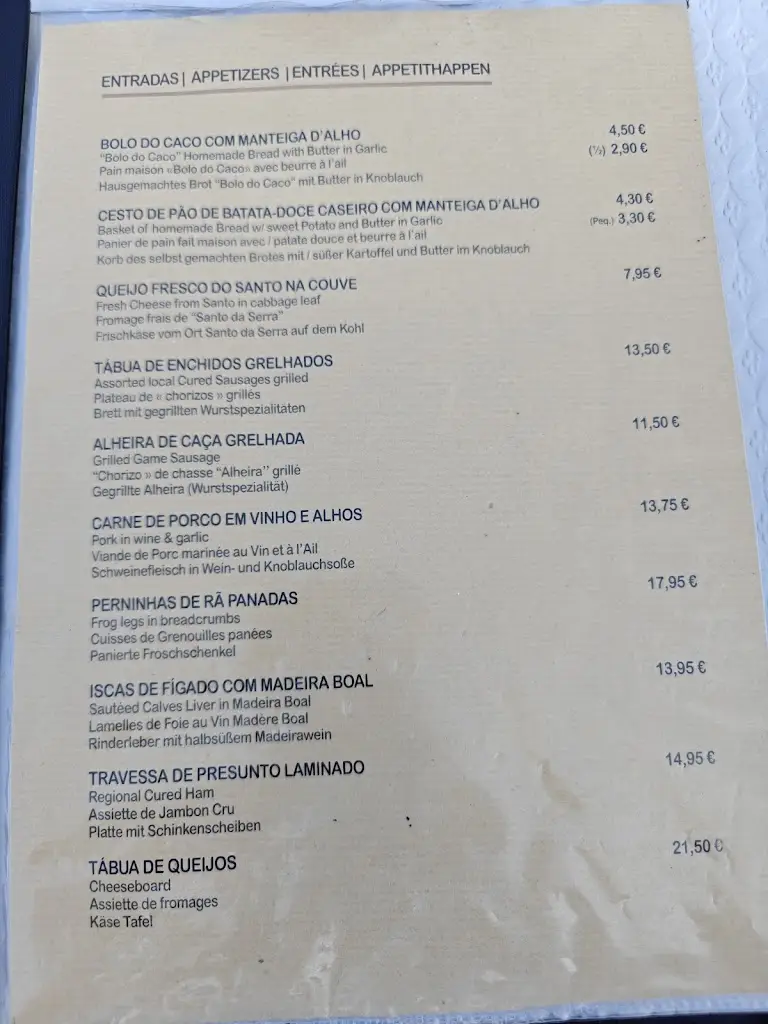 ENTRADAS| APPETIZERS |ENTRÉES| APPETITHAPPEN
BOLO DO CACO COM MANTEIGA D'ALHO 4,50 €
"Bolo do Caco" Homemade Bread with Butter in Garlic (½) 2,90 €
Pain maison «Bolo do Caco» avec beurre à l'ail
Hausgemachtes Brot "Bolo do Caco" mit Butter in Knoblauch
CESTO DE PÃO DE BATATA-DOCE CASEIRO COM MANTEIGA D'ALHO 4,30 €
Basket of homemade Bread w/ sweet Potato and Butter in Garlic (Peq.) 3,30 €
Panier de pain fait maison avec / patate douce et beurre à l'ail
Korb des selbst gemachten Brotes mit / süßer Kartoffel und Butter im Knoblauch
QUEIJO FRESCO DO SANTO NA COUVE 7,95 €
Fresh Cheese from Santo in cabbage leaf
Fromage frais de "Santo da Serra"
Frischkäse vom Ort Santo da Serra auf dem Kohl
TÁBUA DE ENCHIDOS GRELHADOS 13,50 €
Assorted local Cured Sausages grilled
Plateau de « chorizos » grillés
Brett mit gegrillten Wurstspezialitäten
ALHEIRA DE CAÇA GRELHADA 11,50 €
Grilled Game Sausage
"Chorizo » de chasse "Alheira" grillé
Gegrillte Alheira (Wurstspezialität)
CARNE DE PORCO EM VINHO E ALHOS 13,75 €
Pork in wine & garlic
Viande de Porc marinée au Vin et à l'Ail
Schweinefleisch in Wein- und Knoblauchsoße
PERNINHAS DE RÃ PANADAS 17,95 €
Frog legs in breadcrumbs
Cuisses de Grenouilles panées
Panierte Froschschenkel
ISCAS DE FÍGADO COM MADEIRA BOAL 13,95 €
Sautéed Calves Liver in Madeira Boal
Lamelles de Foie au Vin Madère Boal
Rinderleber mit halbsüßem Madeirawein
TRAVESSA DE PRESUNTO LAMINADO 14,95 €
Regional Cured Ham
Assiette de Jambon Cru
Platte mit Schinkenscheiben
TÁBUA DE QUEIJOS 21,50 €
Cheeseboard
Assiette de fromages
Käse Tafel